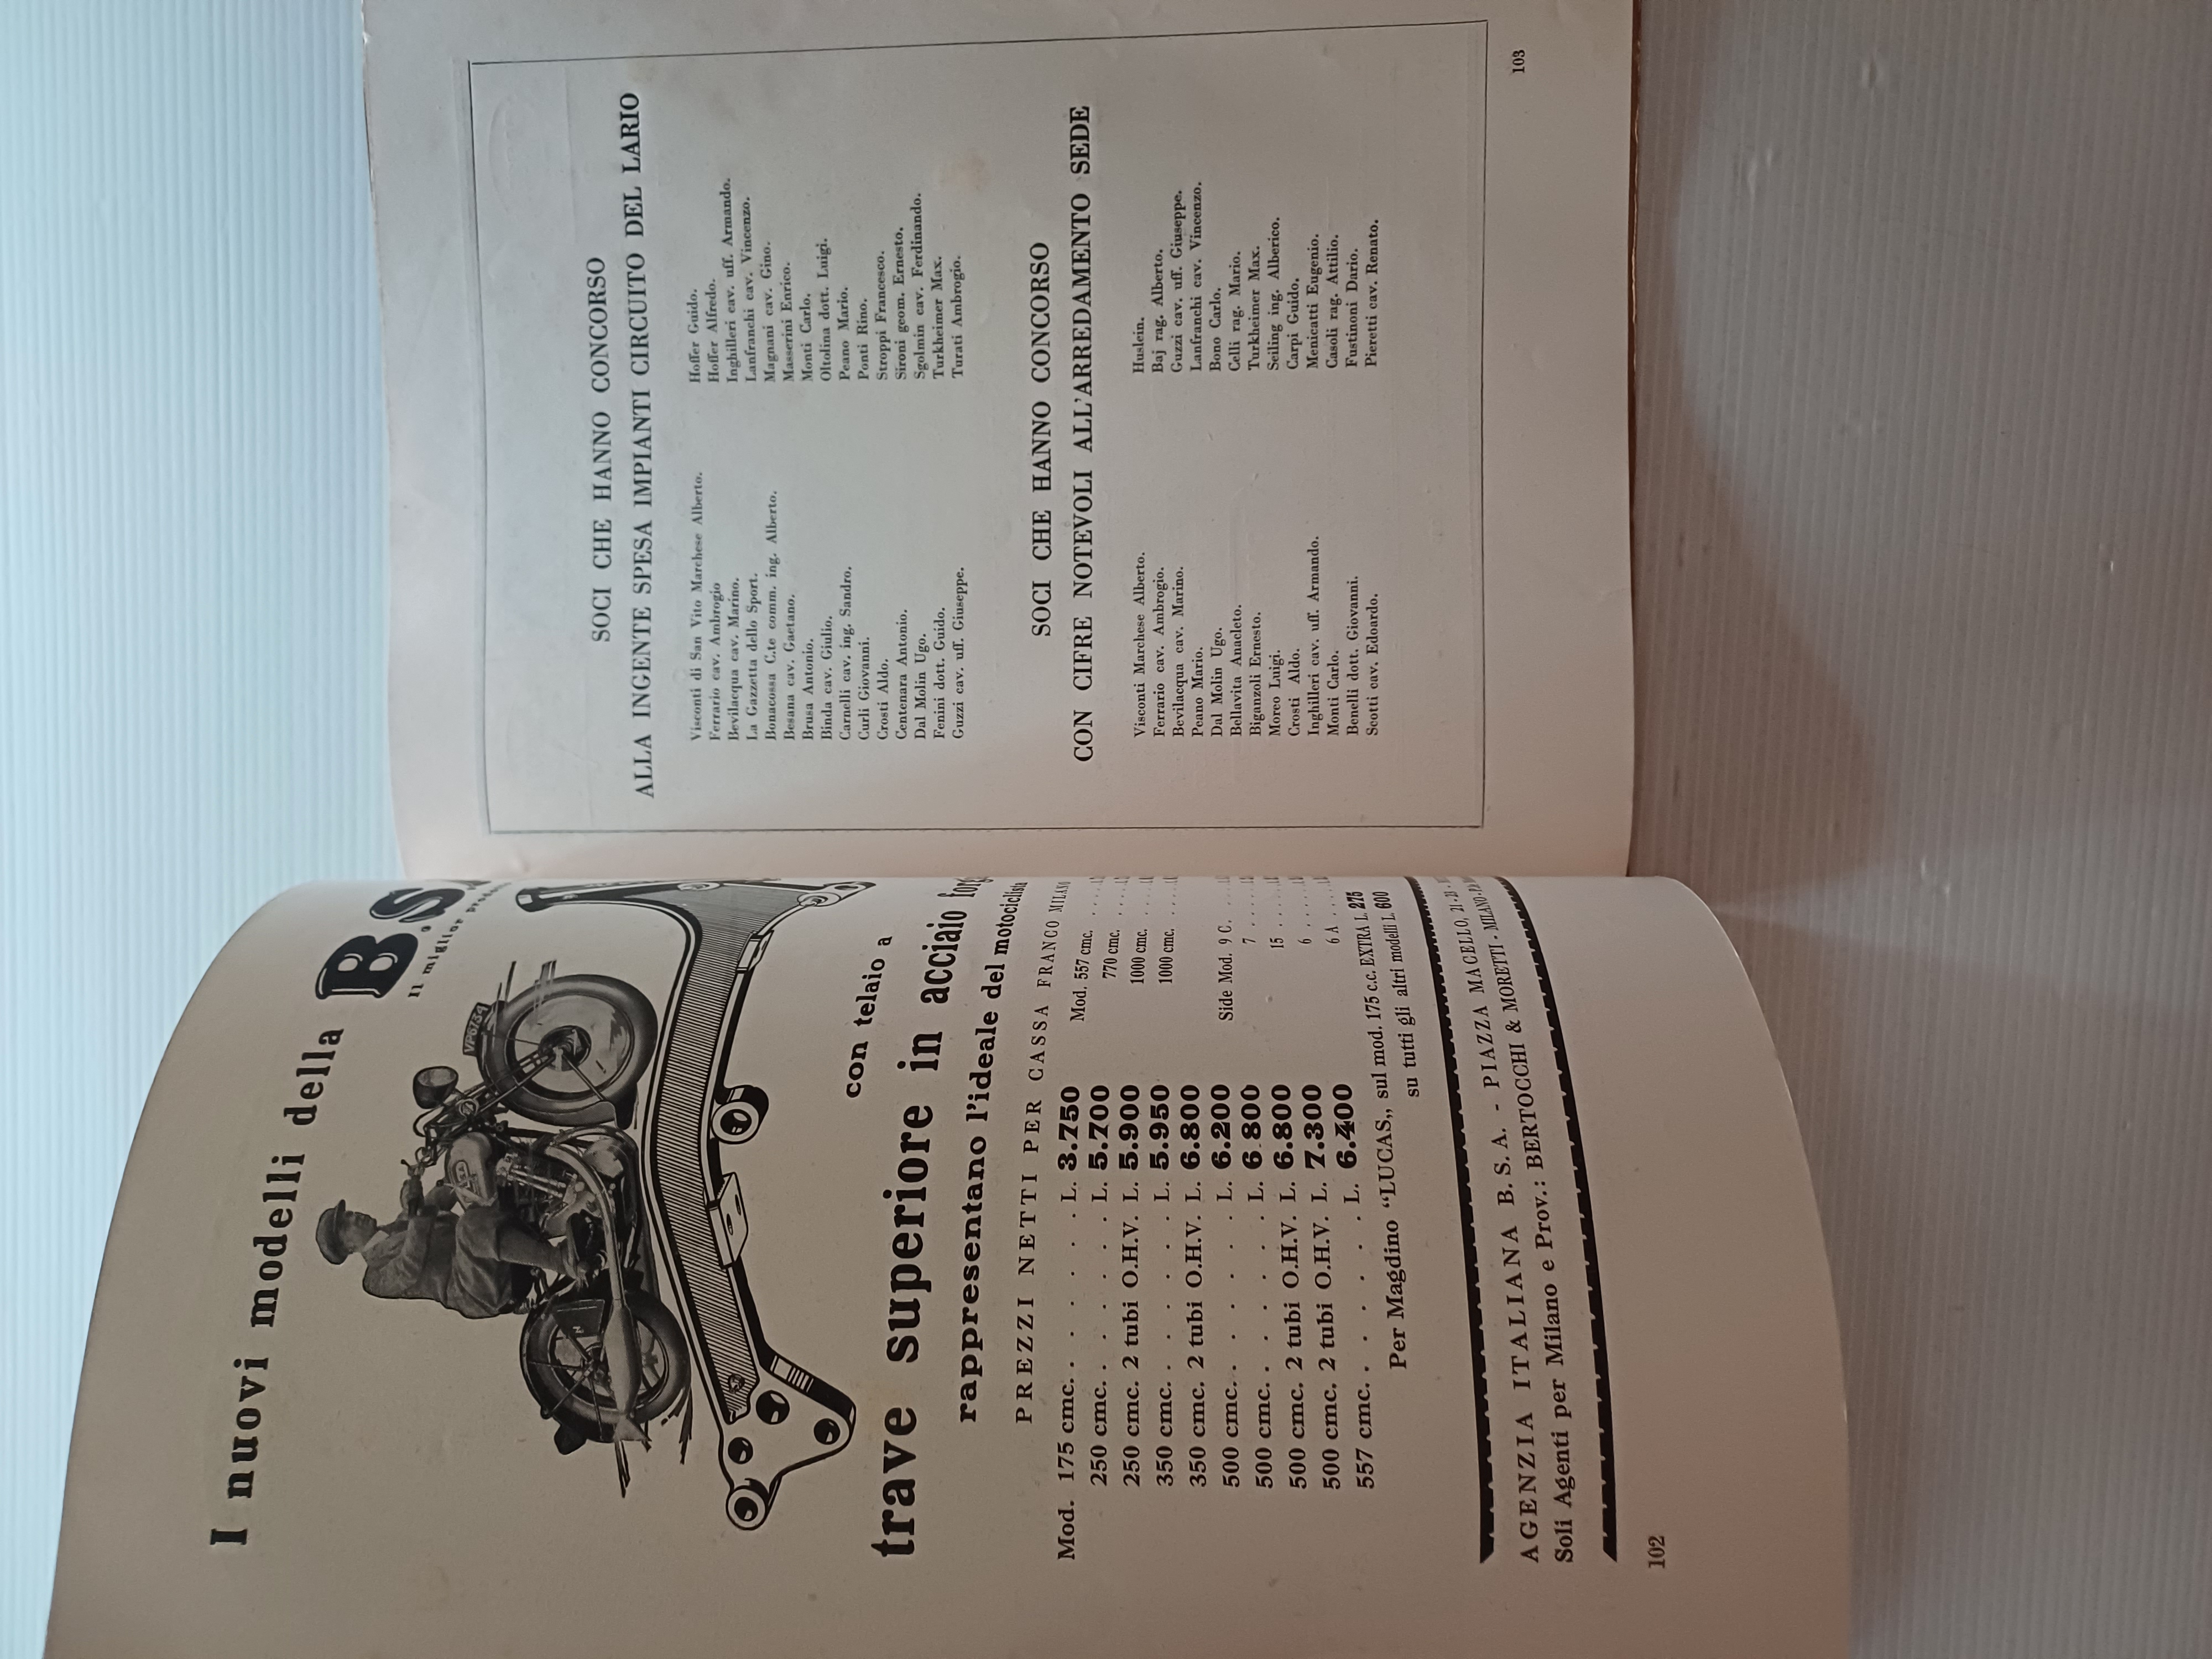 I nuovi modelli della B.S.
Il miglior
VP6734
con telaio a
trave superiore in acciaio
rappresentano l'ideale del motociclista
PREZZI NETTI PER CASSA FRANCO MILANO
Mod. 175 cmc. . . . . . . L. 3.750
250 cmc. . . . . . . L. 5.700
250 cmc. 2 tubi O.H.V. L. 5.900
350 cmc. . . . . . . L. 5.950
350 cmc. 2 tubi O.H.V. L. 6.800
500 cmc. . . . . . . L. 6.200
500 cmc. . . . . . . L. 6.800
500 cmc. 2 tubi O.H.V. L. 6.800
500 cmc. 2 tubi O.H.V. L. 7.300
557 cmc. . . . . . . L. 6.400
Mod. 557 cmc. . . . .
770 cmc. . . . .
1000 cmc. . . . .
1000 cmc. . . . .
Side Mod. 9 C. . . .
7 . . . . .
15 . . . . .
6 . . . . .
6 A . . . .
Per Magdino "LUCAS,, sul mod. 175 c.c. EXTRA L. 275
su tutti gli altri modelli L. 600
AGENZIA ITALIANA B. S. A. - PIAZZA MACELLO, 21-23 -
Soli Agenti per Milano e Prov.: BERTOCCHI & MORETTI - MILANO -
102
SOCI CHE HANNO CONCORSO
ALLA INGENTE SPESA IMPIANTI CIRCUITO DEL LARIO
Visconti di San Vito Marchese Alberto.
Ferrario cav. Ambrogio
Bevilacqua cav. Marino.
La Gazzetta dello Sport.
Bonacossa C.te comm. ing. Alberto.
Besana cav. Gaetano.
Brusa Antonio.
Binda cav. Giulio.
Carnelli cav. ing. Sandro.
Curli Giovanni.
Crosti Aldo.
Centenara Antonio.
Dal Molin Ugo.
Fenini dott. Guido.
Guzzi cav. uff. Giuseppe.
Hoffer Guido.
Hoffer Alfredo.
Inghilleri cav. uff. Armando.
Lanfranchi cav. Vincenzo.
Magnani cav. Gino.
Masserini Enrico.
Monti Carlo.
Oltolina dott. Luigi.
Peano Mario.
Ponti Rino.
Stroppi Francesco.
Sironi geom. Ernesto.
Sgolmin cav. Ferdinando.
Turkheimer Max.
Turati Ambrogio.
SOCI CHE HANNO CONCORSO
CON CIFRE NOTEVOLI ALL'ARREDAMENTO SEDE
Visconti Marchese Alberto.
Ferrario cav. Ambrogio.
Bevilacqua cav. Marino.
Peano Mario.
Dal Molin Ugo.
Bellavita Anacleto.
Biganzoli Ernesto.
Moreo Luigi.
Crosti Aldo.
Inghilleri cav. uff. Armando.
Monti Carlo.
Benelli dott. Giovanni.
Scotti cav. Edoardo.
Huslein.
Baj rag. Alberto.
Guzzi cav. uff. Giuseppe.
Lanfranchi cav. Vincenzo.
Bono Carlo.
Celli rag. Mario.
Turkheimer Max.
Seiling ing. Alberico.
Carpi Guido.
Menicatti Eugenio.
Casoli rag. Attilio.
Fustinoni Dario.
Pieretti cav. Renato.
103